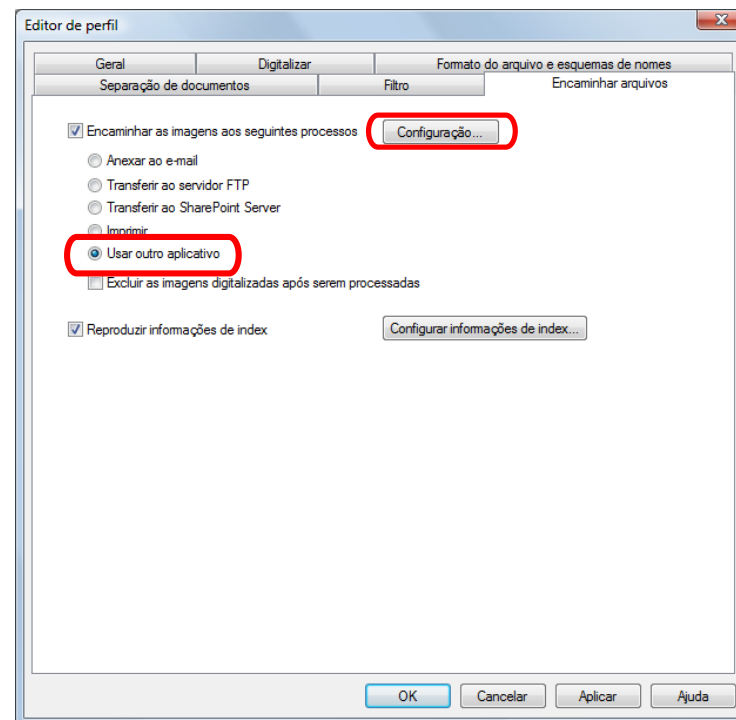 Editor de perfil
Geral Digitalizar Formato do arquivo e esquemas de nomes
Separação de documentos Filtro Encaminhar arquivos
Encaminhar as imagens aos seguintes processos Configuração...
Anexar ao e-mail
Transferir ao servidor FTP
Transferir ao SharePoint Server
Imprimir
Usar outro aplicativo
Excluir as imagens digitalizadas após serem processadas
Reproduzir informações de index Configurar informações de index...
OK Cancelar Aplicar Ajuda